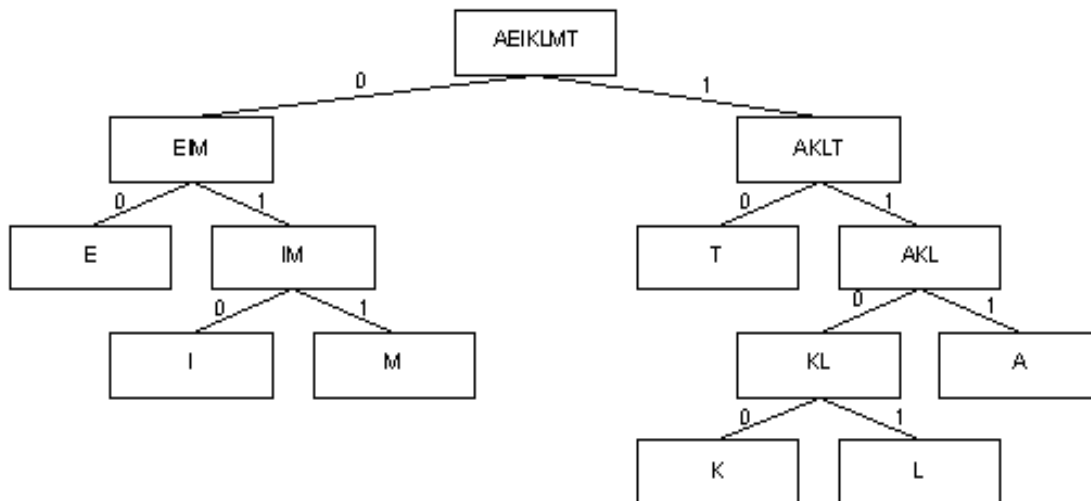 AEIKLMT
0 1
EIM AKLT
0 1 0 1
E IM T AKL
0 1 0 1
I M KL A
0 1
K L